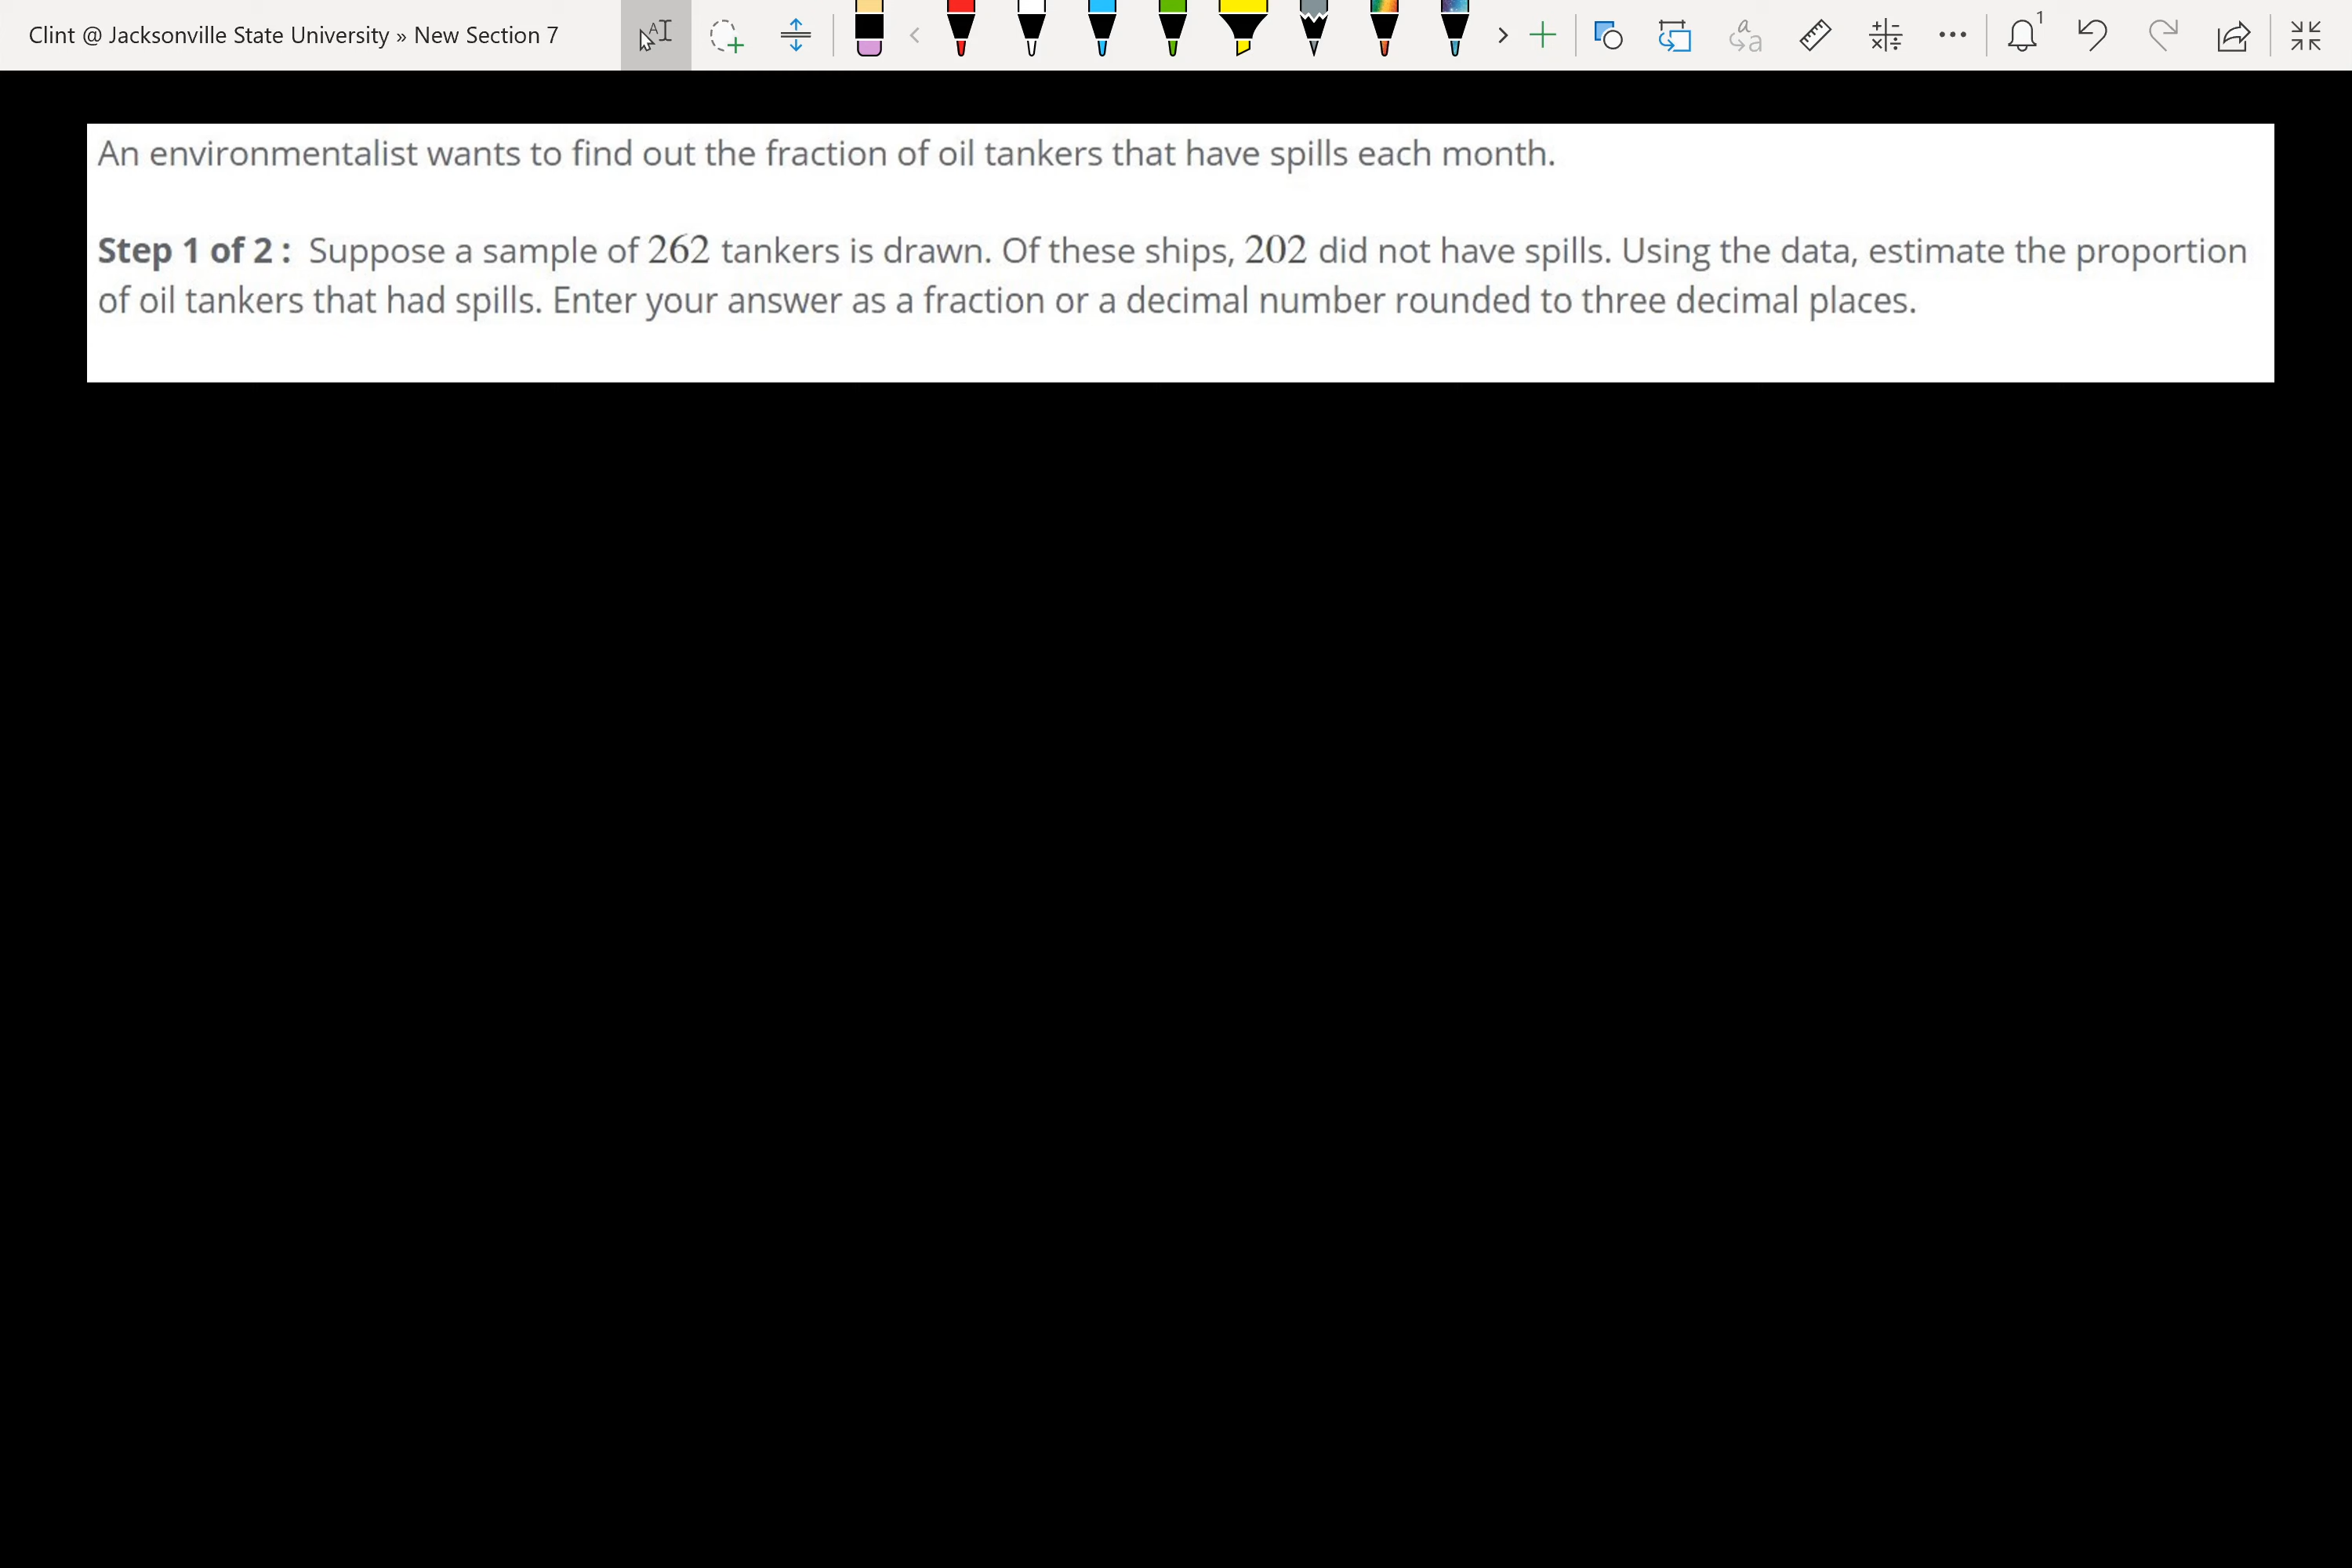 Clint @ Jacksonville State University » New Section 7
1
An environmentalist wants to find out the fraction of oil tankers that have spills each month.
Step 1 of 2 : Suppose a sample of 262 tankers is drawn. Of these ships, 202 did not have spills. Using the data, estimate the proportion
of oil tankers that had spills. Enter your answer as a fraction or a decimal number rounded to three decimal places.